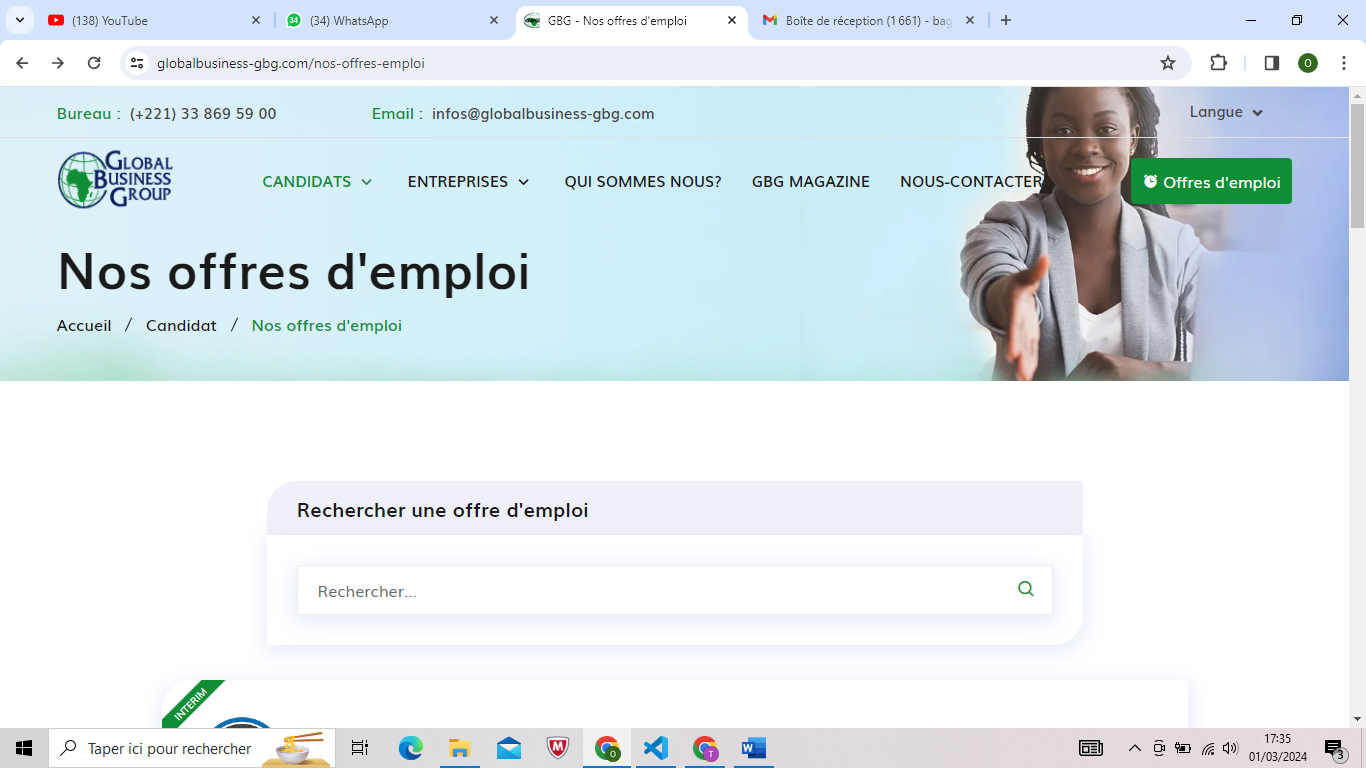 (138) YouTube
(34) WhatsApp
GBG - Nos offres d'emploi
Boîte de réception (1 661) - bag
globalbusiness-gbg.com/nos-offres-emploi
O
Bureau : (+221) 33 869 59 00
Email : infos@globalbusiness-gbg.com
Langue
GLOBAL
BUSINESS
GROUP
CANDIDATS
ENTREPRISES
QUI SOMMES NOUS?
GBG MAGAZINE
NOUS-CONTACTER
Offres d'emploi
Nos offres d'emploi
Accueil / Candidat / Nos offres d'emploi
Rechercher une offre d'emploi
Rechercher...
INTERIM
Taper ici pour rechercher
17:35
01/03/2024
3